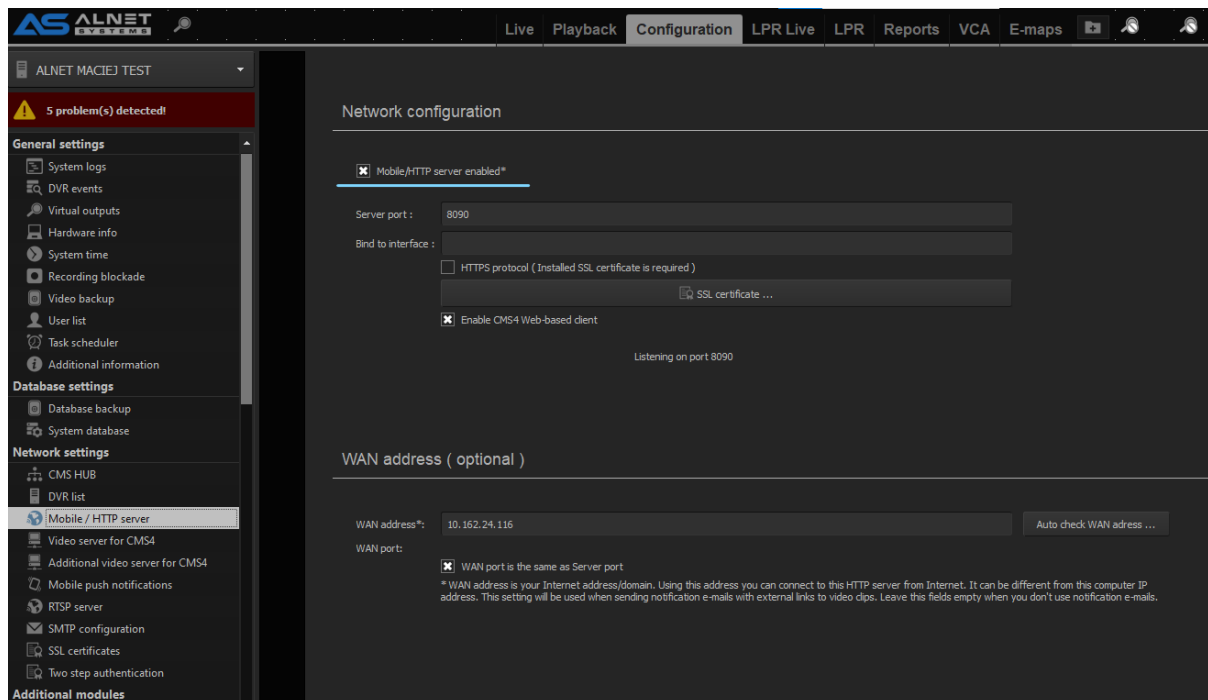 ALNET
SYSTEMS
Live Playback Configuration LPR Live LPR Reports VCA E-maps
ALNET MACIEJ TEST
5 problem(s) detected!
General settings
System logs
DVR events
Virtual outputs
Hardware info
System time
Recording blockade
Video backup
User list
Task scheduler
Additional information
Database settings
Database backup
System database
Network settings
CMS HUB
DVR list
Mobile / HTTP server
Video server for CMS4
Additional video server for CMS4
Mobile push notifications
RTSP server
SMTP configuration
SSL certificates
Two step authentication
Additional modules
Network configuration
Mobile/HTTP server enabled*
Server port : 8090
Bind to interface :
HTTPS protocol ( Installed SSL certificate is required )
SSL certificate ...
Enable CMS4 Web-based client
Listening on port 8090
WAN address ( optional )
WAN address*: 10.162.24.116 Auto check WAN adress ...
WAN port:
WAN port is the same as Server port
* WAN address is your Internet address/domain. Using this address you can connect to this HTTP server from Internet. It can be different from this computer IP
address. This setting will be used when sending notification e-mails with external links to video clips. Leave this fields empty when you don't use notification e-mails.